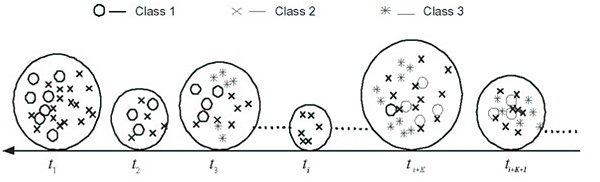 Class 1 Class 2 Class 3
t1 t2 t3 ti ti+K ti+K+1